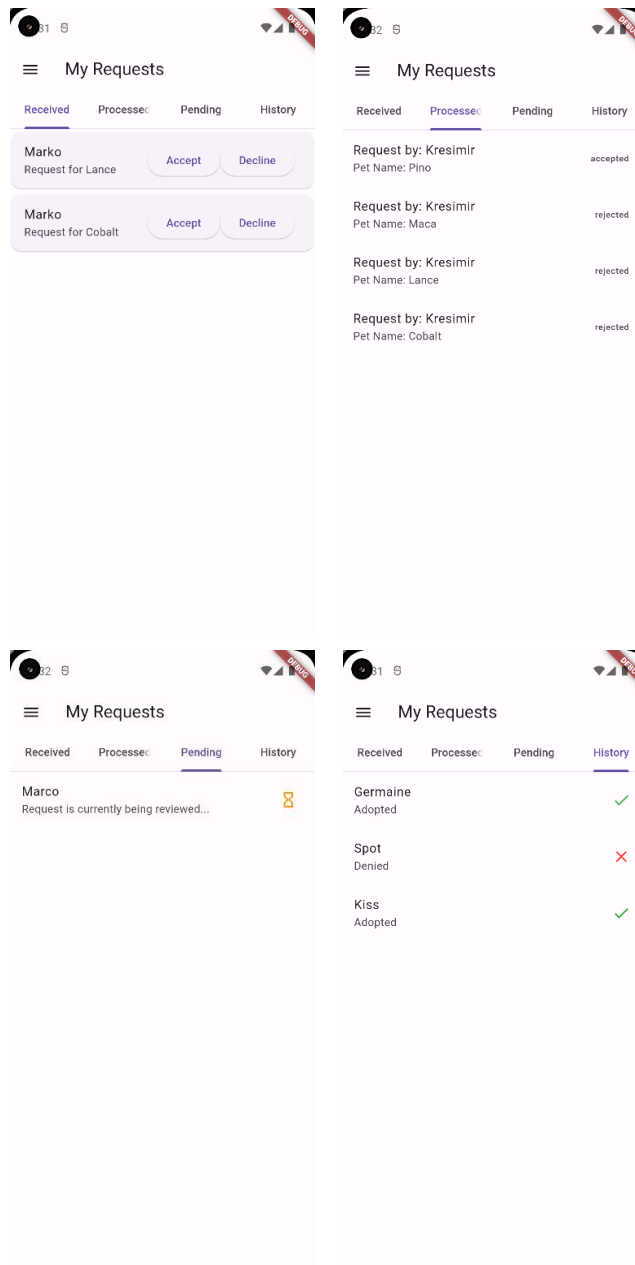 31
DEBUG
My Requests
Received Processed Pending History
Marko
Request for Lance
Accept Decline
Marko
Request for Cobalt
Accept Decline
32
My Requests
Received Processed Pending History
Request by: Kresimir
Pet Name: Pino
accepted
Request by: Kresimir
Pet Name: Maca
rejected
Request by: Kresimir
Pet Name: Lance
rejected
Request by: Kresimir
Pet Name: Cobalt
rejected
32
DEBUG
My Requests
Received Processed Pending History
Marco
Request is currently being reviewed...
31
My Requests
Received Processed Pending History
Germaine
Adopted
Spot
Denied
Kiss
Adopted